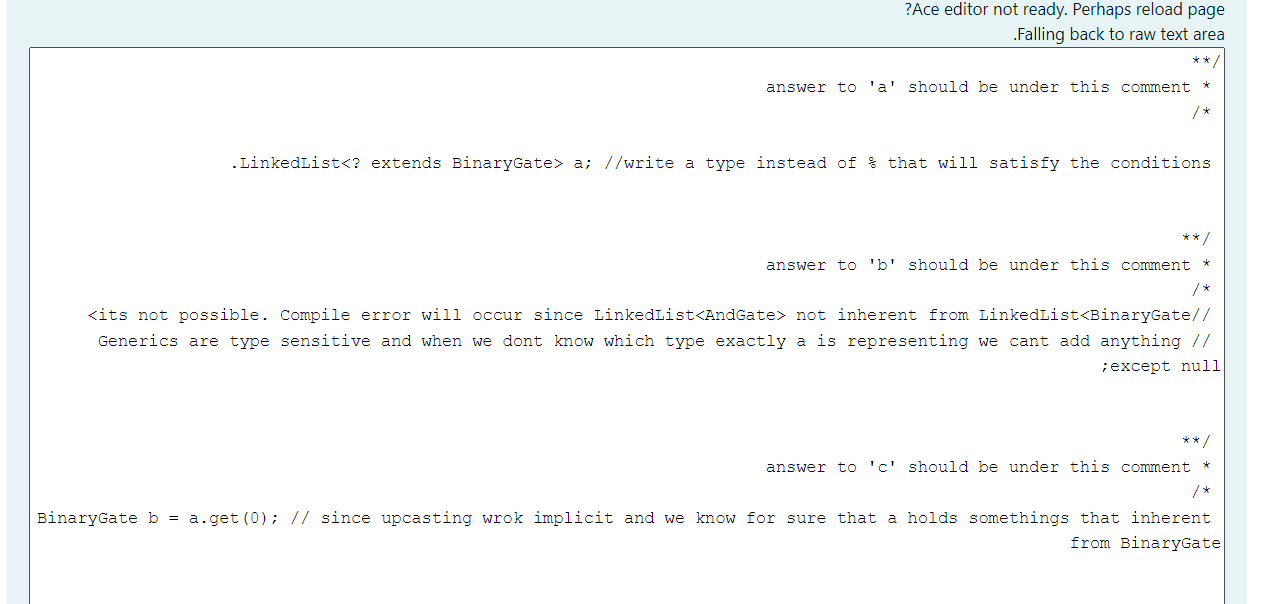 ?Ace editor not ready. Perhaps reload page
.Falling back to raw text area
**/
answer to 'a' should be under this comment *
/*
.LinkedList<? extends BinaryGate> a; //write a type instead of % that will satisfy the conditions
**/
answer to 'b' should be under this comment *
/*
<its not possible. Compile error will occur since LinkedList<AndGate> not inherent from LinkedList<BinaryGate//
Generics are type sensitive and when we dont know which type exactly a is representing we cant add anything //
;except null
**/
answer to 'c' should be under this comment *
/*
BinaryGate b = a.get(0); // since upcasting wrok implicit and we know for sure that a holds somethings that inherent
from BinaryGate